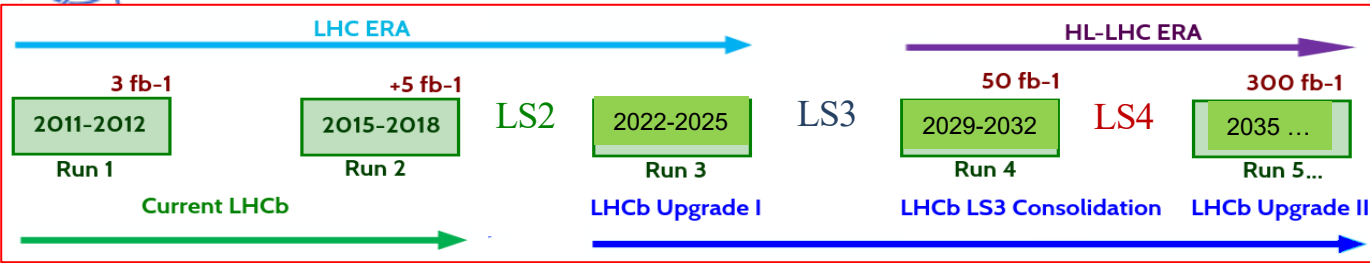 LHC ERA
HL-LHC ERA
3 fb-1
+5 fb-1
50 fb-1
300 fb-1
2011-2012
2015-2018
LS2
2022-2025
LS3
2029-2032
LS4
2035 ...
Run 1
Run 2
Run 3
Run 4
Run 5...
Current LHCb
LHCb Upgrade I
LHCb LS3 Consolidation
LHCb Upgrade II